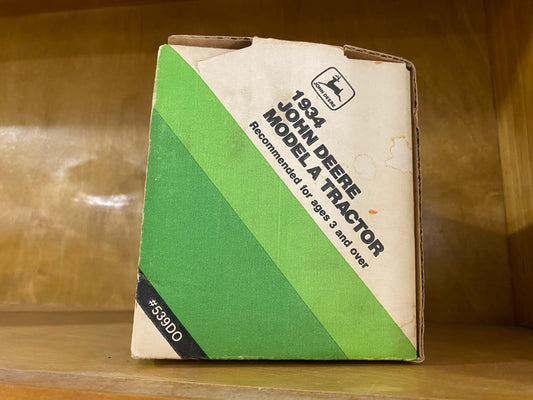 JOHN DEERE
1934
JOHN DEERE
MODEL A TRACTOR
Recommended for ages 3 and over
#539DO